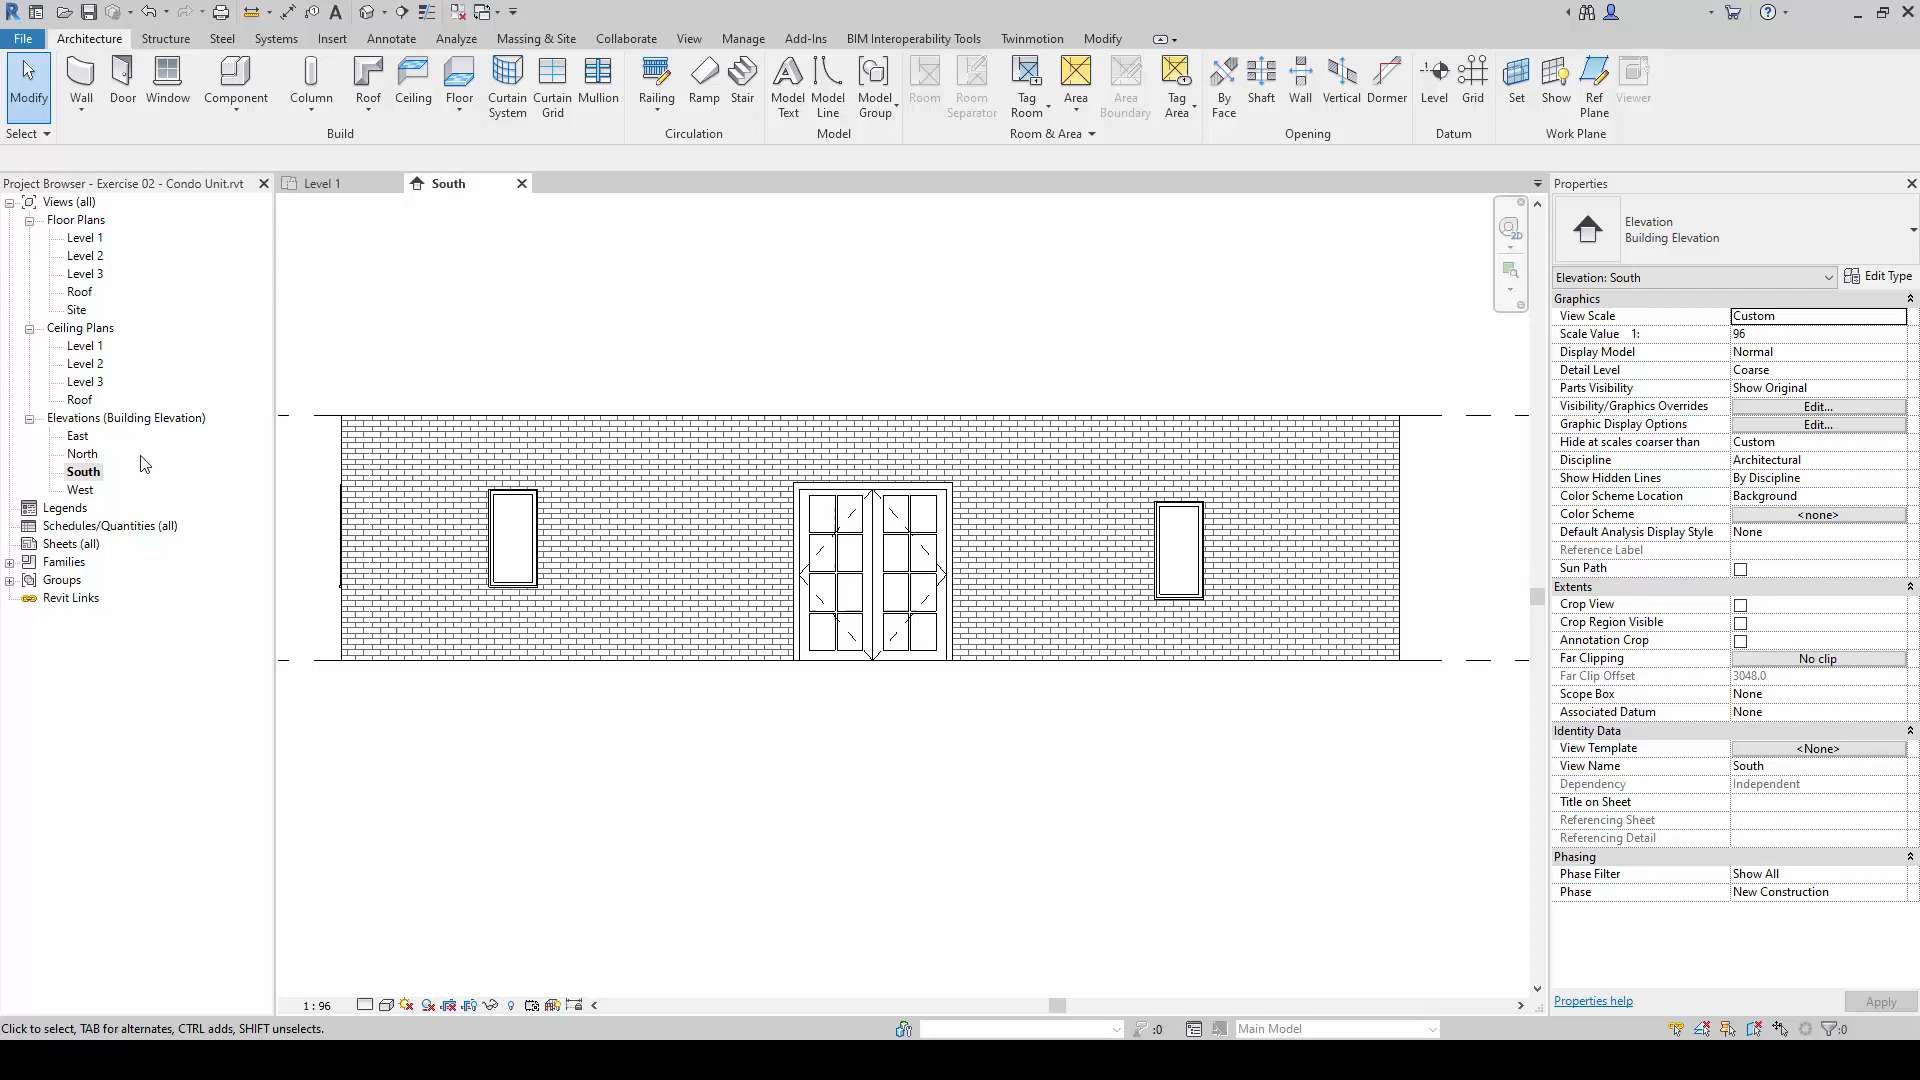 File Architecture Structure Steel Systems Insert Annotate Analyze Massing & Site Collaborate View Manage Add-Ins BIM Interoperability Tools Twinmotion Modify
Modify Wall Door Window Component Column Roof Ceiling Floor Curtain System Curtain Grid Mullion Railing Ramp Stair Model Text Model Line Model Group Room Room Separator Tag Room Area Area Boundary Tag Area By Face Shaft Wall Vertical Dormer Level Grid Set Show Ref Plane Viewer
Select Build Circulation Model Room & Area Opening Datum Work Plane
Project Browser - Exercise 02 - Condo Unit.rvt
Views (all)
Floor Plans
Level 1
Level 2
Level 3
Roof
Site
Ceiling Plans
Level 1
Level 2
Level 3
Roof
Elevations (Building Elevation)
East
North
South
West
Legends
Schedules/Quantities (all)
Sheets (all)
Families
Groups
Revit Links
Level 1 South
2D
1 : 96
Properties
Elevation
Building Elevation
Elevation: South Edit Type
Graphics
View Scale Custom
Scale Value 1: 96
Display Model Normal
Detail Level Coarse
Parts Visibility Show Original
Visibility/Graphics Overrides Edit...
Graphic Display Options Edit...
Hide at scales coarser than Custom
Discipline Architectural
Show Hidden Lines By Discipline
Color Scheme Location Background
Color Scheme <none>
Default Analysis Display Style None
Reference Label
Sun Path
Extents
Crop View
Crop Region Visible
Annotation Crop
Far Clipping No clip
Far Clip Offset 3048.0
Scope Box None
Associated Datum None
Identity Data
View Template <None>
View Name South
Dependency Independent
Title on Sheet
Referencing Sheet
Referencing Detail
Phasing
Phase Filter Show All
Phase New Construction
Properties help Apply
Click to select, TAB for alternates, CTRL adds, SHIFT unselects. :0 Main Model :0